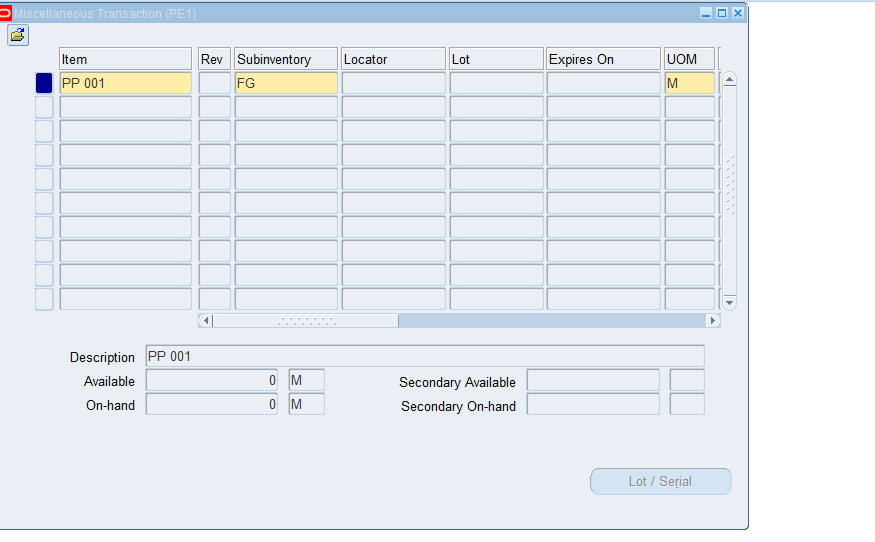 Miscellaneous Transaction (PE1)
Item Rev Subinventory Locator Lot Expires On UOM
PP 001 FG M
Description PP 001
Available 0 M Secondary Available
On-hand 0 M Secondary On-hand
Lot / Serial